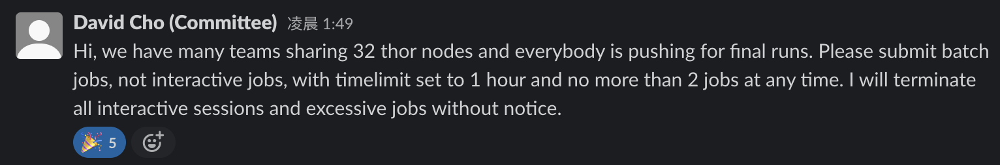 David Cho (Committee) 凌晨 1:49
Hi, we have many teams sharing 32 thor nodes and everybody is pushing for final runs. Please submit batch
jobs, not interactive jobs, with timelimit set to 1 hour and no more than 2 jobs at any time. I will terminate
all interactive sessions and excessive jobs without notice.
🎉 5